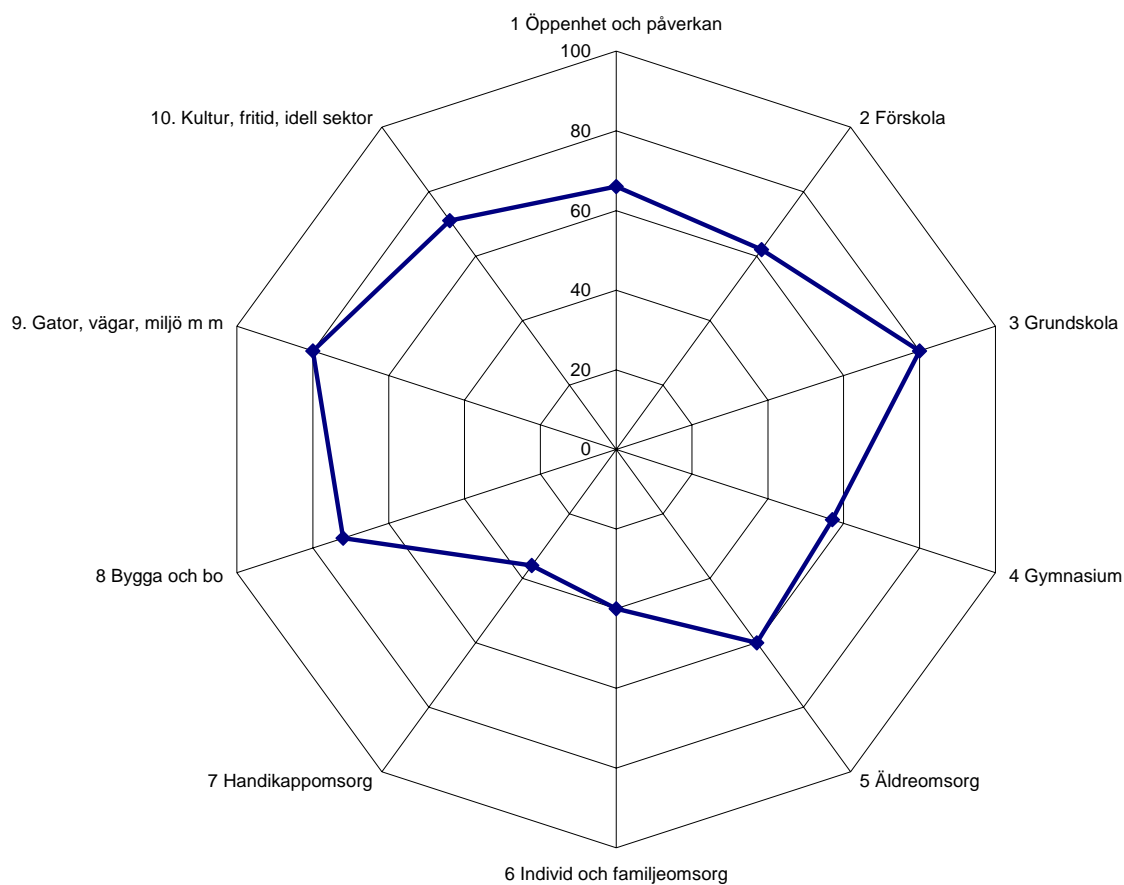 1 Öppenhet och påverkan
100
10. Kultur, fritid, idell sektor
2 Förskola
80
60
9. Gator, vägar, miljö m m
3 Grundskola
40
20
0
8 Bygga och bo
4 Gymnasium
7 Handikappomsorg
5 Äldreomsorg
6 Individ och familjeomsorg